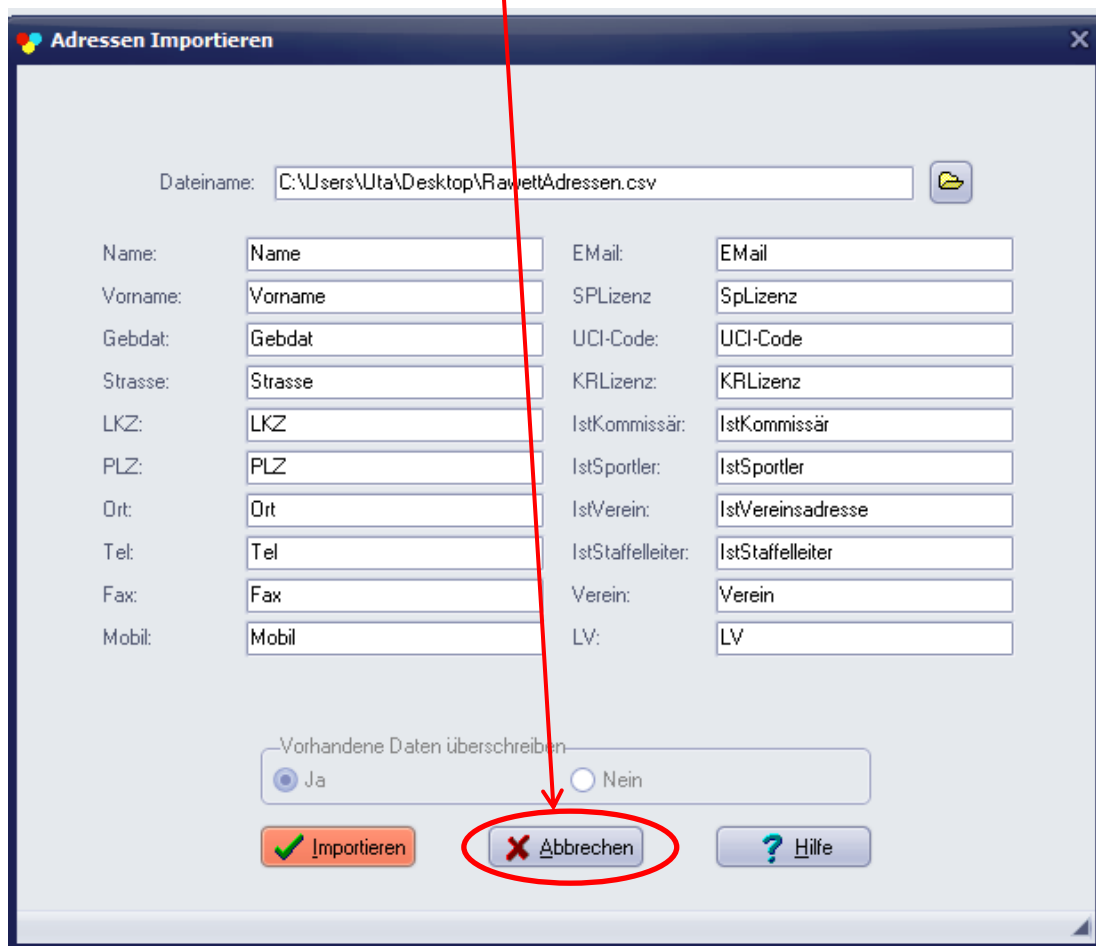 Adressen Importieren
Dateiname: C:\Users\Uta\Desktop\RawettAdressen.csv
Name: Name EMail: EMail
Vorname: Vorname SPLizenz SpLizenz
Gebdat: Gebdat UCI-Code: UCI-Code
Strasse: Strasse KRLizenz: KRLizenz
LKZ: LKZ IstKommissär: IstKommissär
PLZ: PLZ IstSportler: IstSportler
Ort: Ort IstVerein: IstVereinsadresse
Tel: Tel IstStaffelleiter: IstStaffelleiter
Fax: Fax Verein: Verein
Mobil: Mobil LV: LV
Vorhandene Daten überschreiben
Ja Nein
Importieren Abbrechen Hilfe